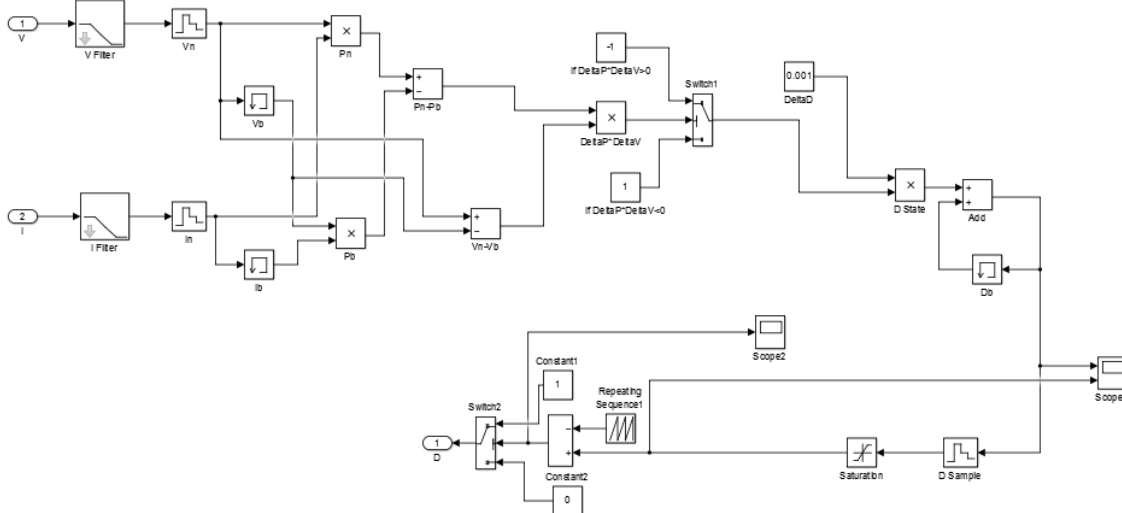 1
V
V Filter
Vn
×
Pn
+
−
Pn-Pb
-1
If DeltaP*DeltaV>0
Switch1
0.001
DeltaD
Vb
×
DeltaP*DeltaV
1
If DeltaP*DeltaV<0
2
I
I Filter
In
×
Pb
Ib
+
−
Vn-Vb
×
D State
+
+
Add
Db
Scope2
Scope
Constant1
1
Repeating
Sequence1
Switch2
1
D
−
+
Constant2
0
Saturation
D Sample